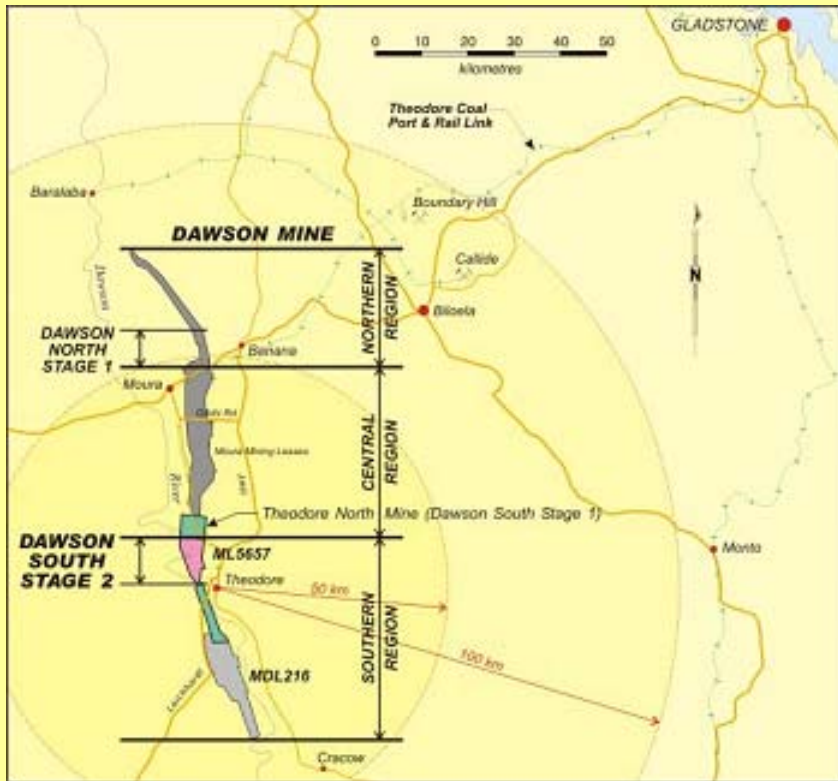 GLADSTONE
0 10 20 30 40 50
kilometres
Theodore Coal
Port & Rail Link
Baralaba
Boundary Hill
DAWSON MINE
Callide
N
NORTHERN
REGION
Dawson
Biloela
DAWSON
NORTH
STAGE 1
Banana
Moura
CENTRAL
REGION
Moura Mining Leases
River
Theodore North Mine (Dawson South Stage 1)
DAWSON
SOUTH
STAGE 2
ML5657
Monto
Theodore
50 km
SOUTHERN
REGION
100 km
Leichhardt
MDL216
Cracow